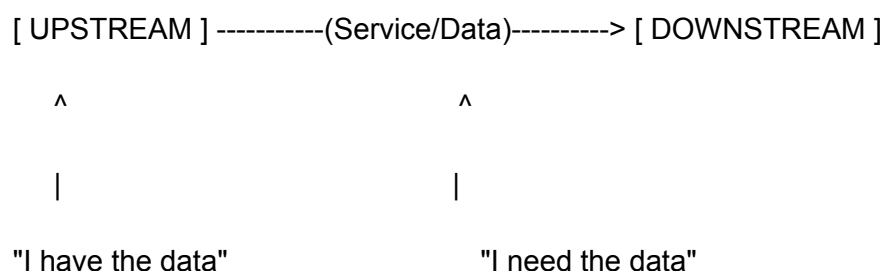 [ UPSTREAM ] -----------(Service/Data)----------> [ DOWNSTREAM ]
^ ^
| |
"I have the data" "I need the data"